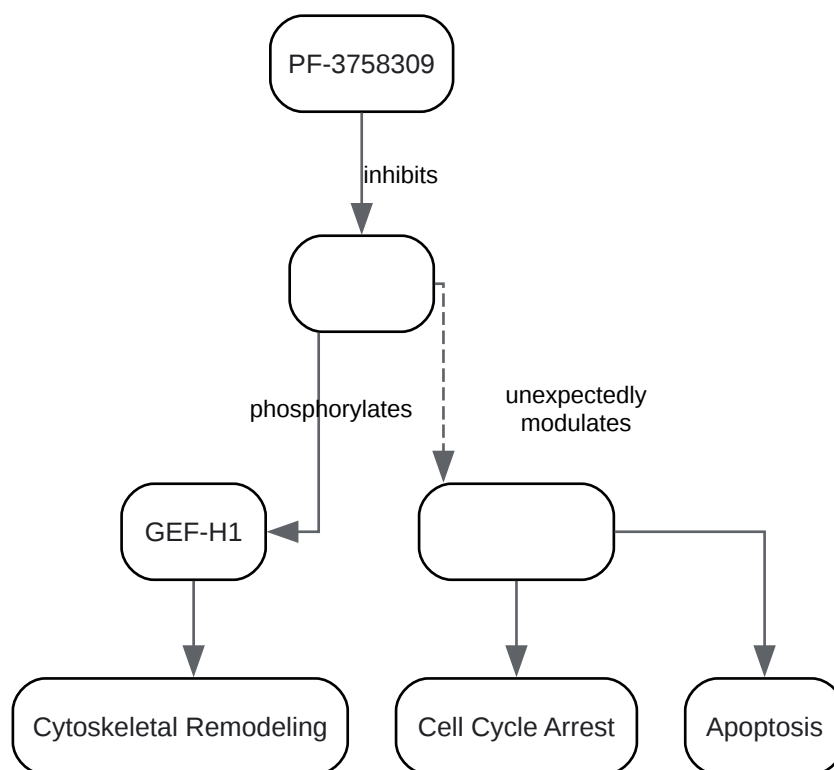 PF-3758309
inhibits
phosphorylates
unexpectedly
modulates
GEF-H1
Cytoskeletal Remodeling
Cell Cycle Arrest
Apoptosis